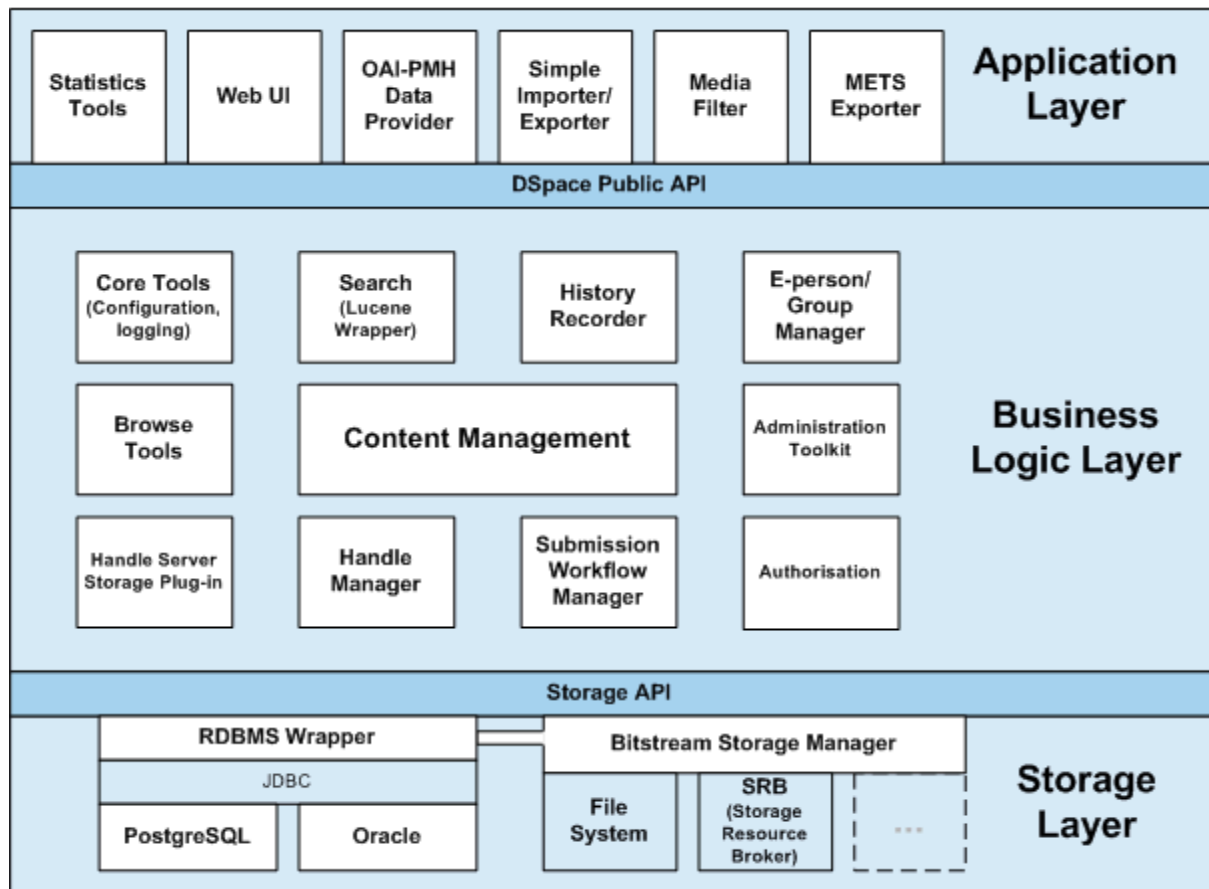 Statistics
Tools
Web UI
OAI-PMH
Data
Provider
Simple
Importer/
Exporter
Media
Filter
METS
Exporter
Application
Layer
DSpace Public API
Core Tools
(Configuration,
logging)
Search
(Lucene
Wrapper)
History
Recorder
E-person/
Group
Manager
Browse
Tools
Content Management
Administration
Toolkit
Business
Logic Layer
Handle Server
Storage Plug-in
Handle
Manager
Submission
Workflow
Manager
Authorisation
Storage API
RDBMS Wrapper
JDBC
PostgreSQL
Oracle
Bitstream Storage Manager
File
System
SRB
(Storage
Resource
Broker)
...
Storage
Layer